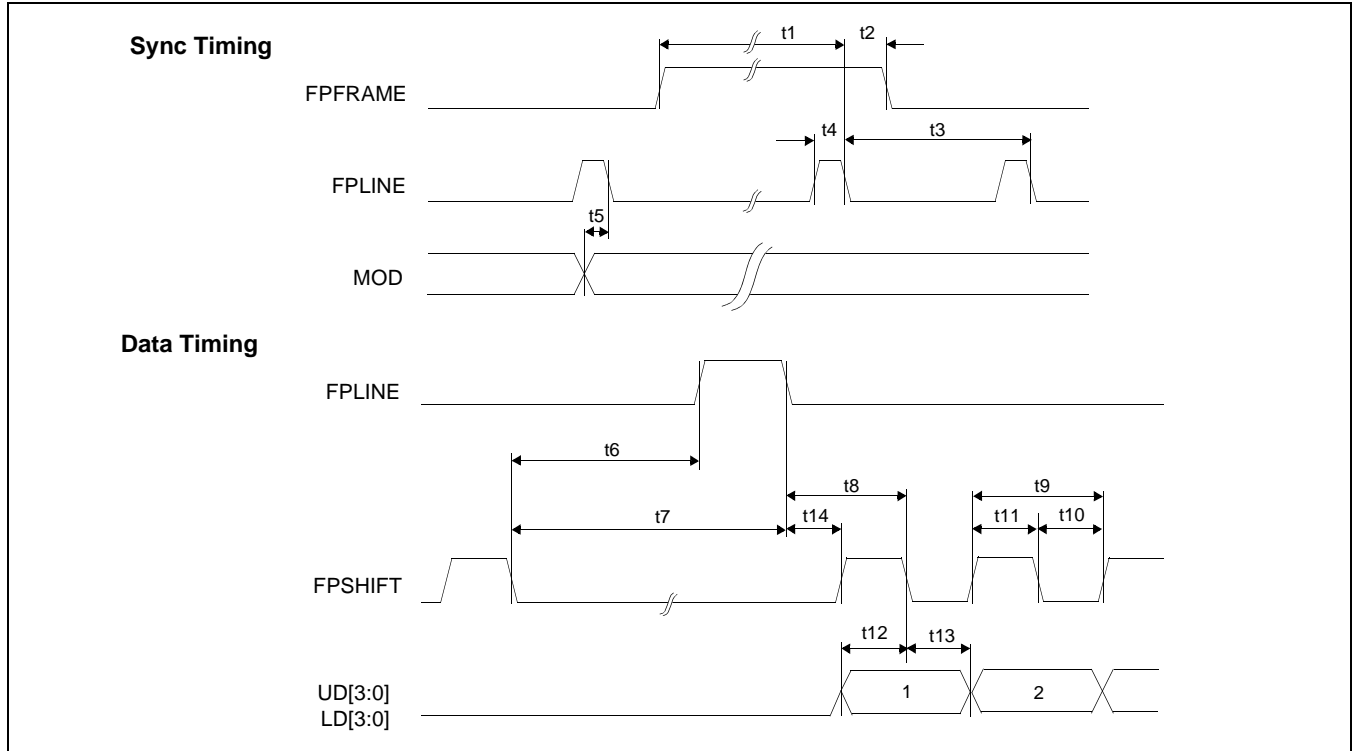 Sync Timing
t1
t2
FPFRAME
t4
t3
FPLINE
t5
MOD
Data Timing
FPLINE
t6
t8
t9
t7
t14
t11
t10
FPSHIFT
t12
t13
UD[3:0]
1
2
LD[3:0]